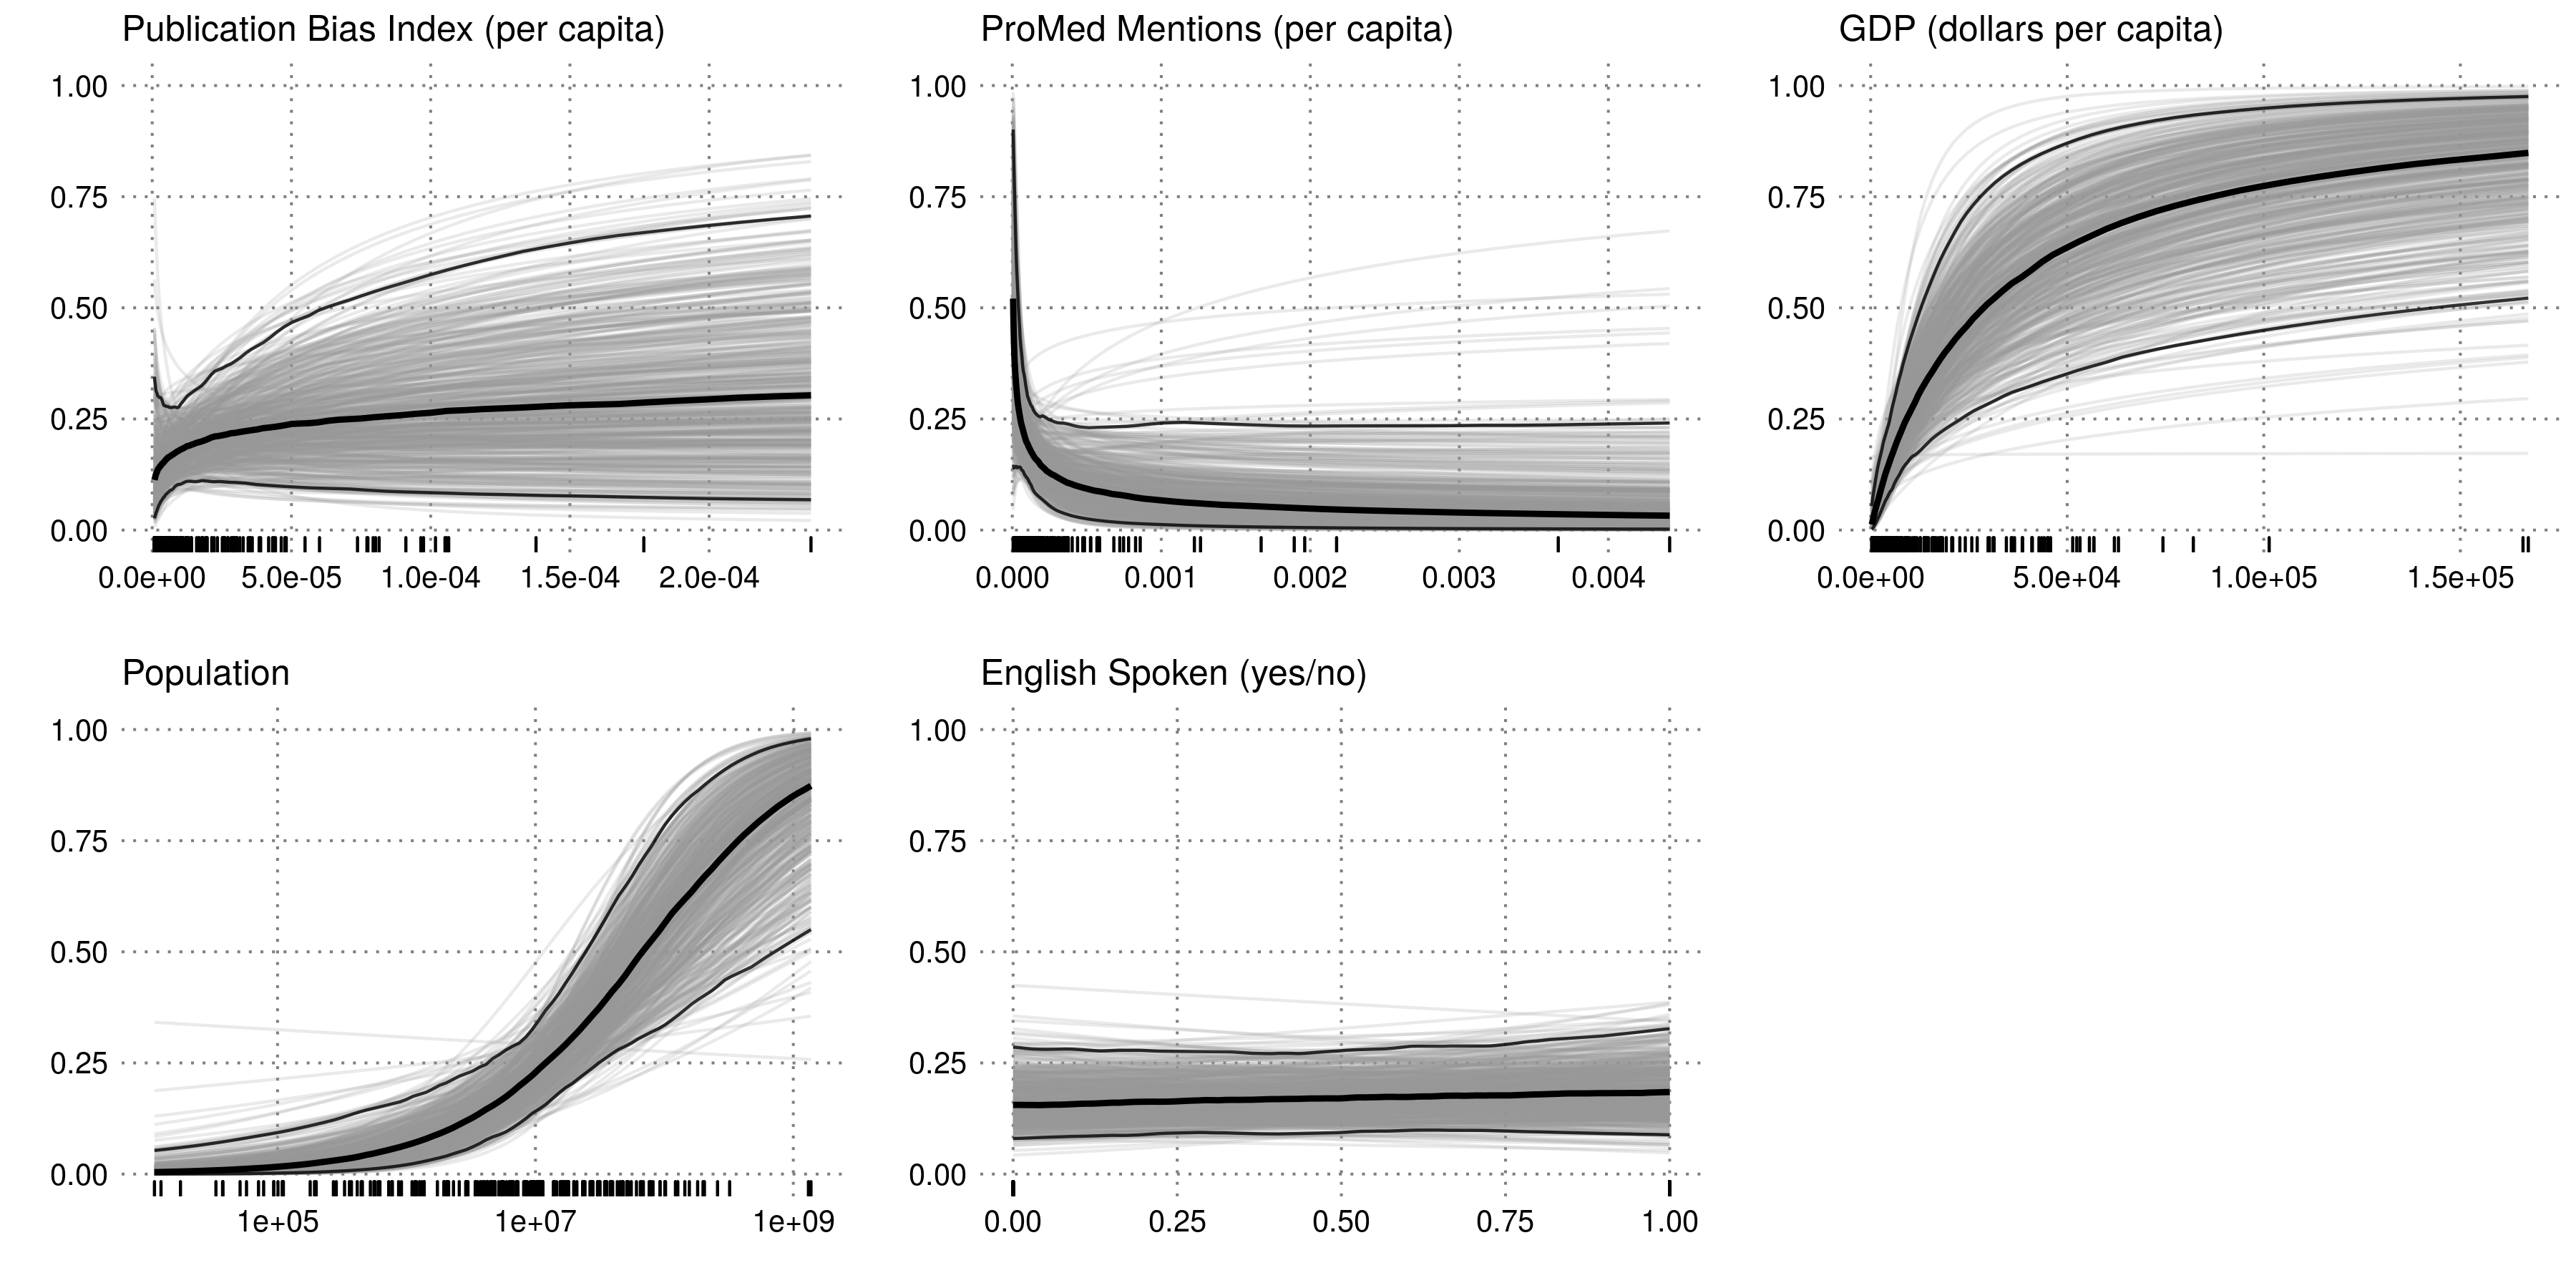 Publication Bias Index (per capita)
1.00
0.75
0.50
0.25
0.00
0.0e+00 5.0e-05 1.0e-04 1.5e-04 2.0e-04
ProMed Mentions (per capita)
1.00
0.75
0.50
0.25
0.00
0.000 0.001 0.002 0.003 0.004
GDP (dollars per capita)
1.00
0.75
0.50
0.25
0.00
0.0e+00 5.0e+04 1.0e+05 1.5e+05
Population
1.00
0.75
0.50
0.25
0.00
1e+05 1e+07 1e+09
English Spoken (yes/no)
1.00
0.75
0.50
0.25
0.00
0.00 0.25 0.50 0.75 1.00